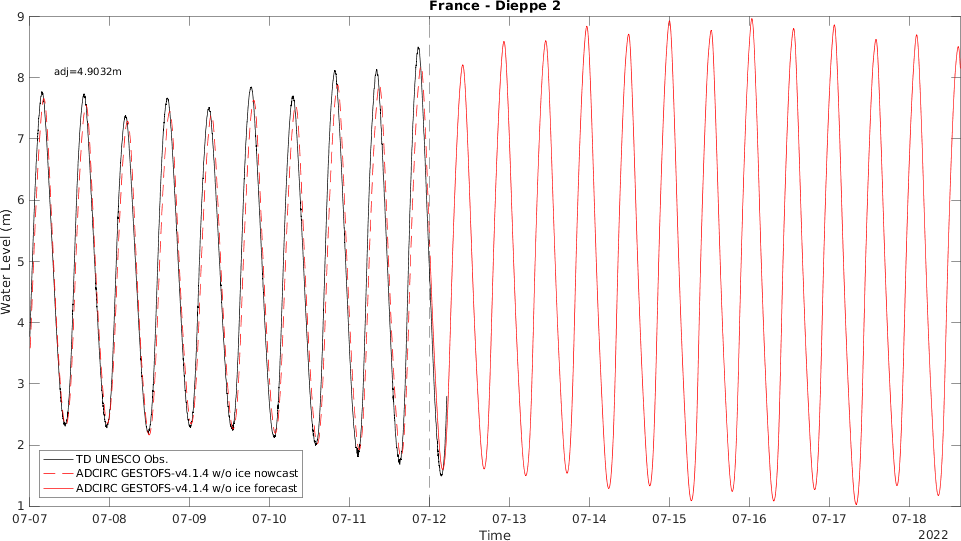 France - Dieppe 2
9
8
7
6
5
4
3
2
1
Water Level (m)
adj=4.9032m
TD UNESCO Obs.
ADCIRC GESTOFS-v4.1.4 w/o ice nowcast
ADCIRC GESTOFS-v4.1.4 w/o ice forecast
07-07 07-08 07-09 07-10 07-11 07-12 07-13 07-14 07-15 07-16 07-17 07-18
Time
2022